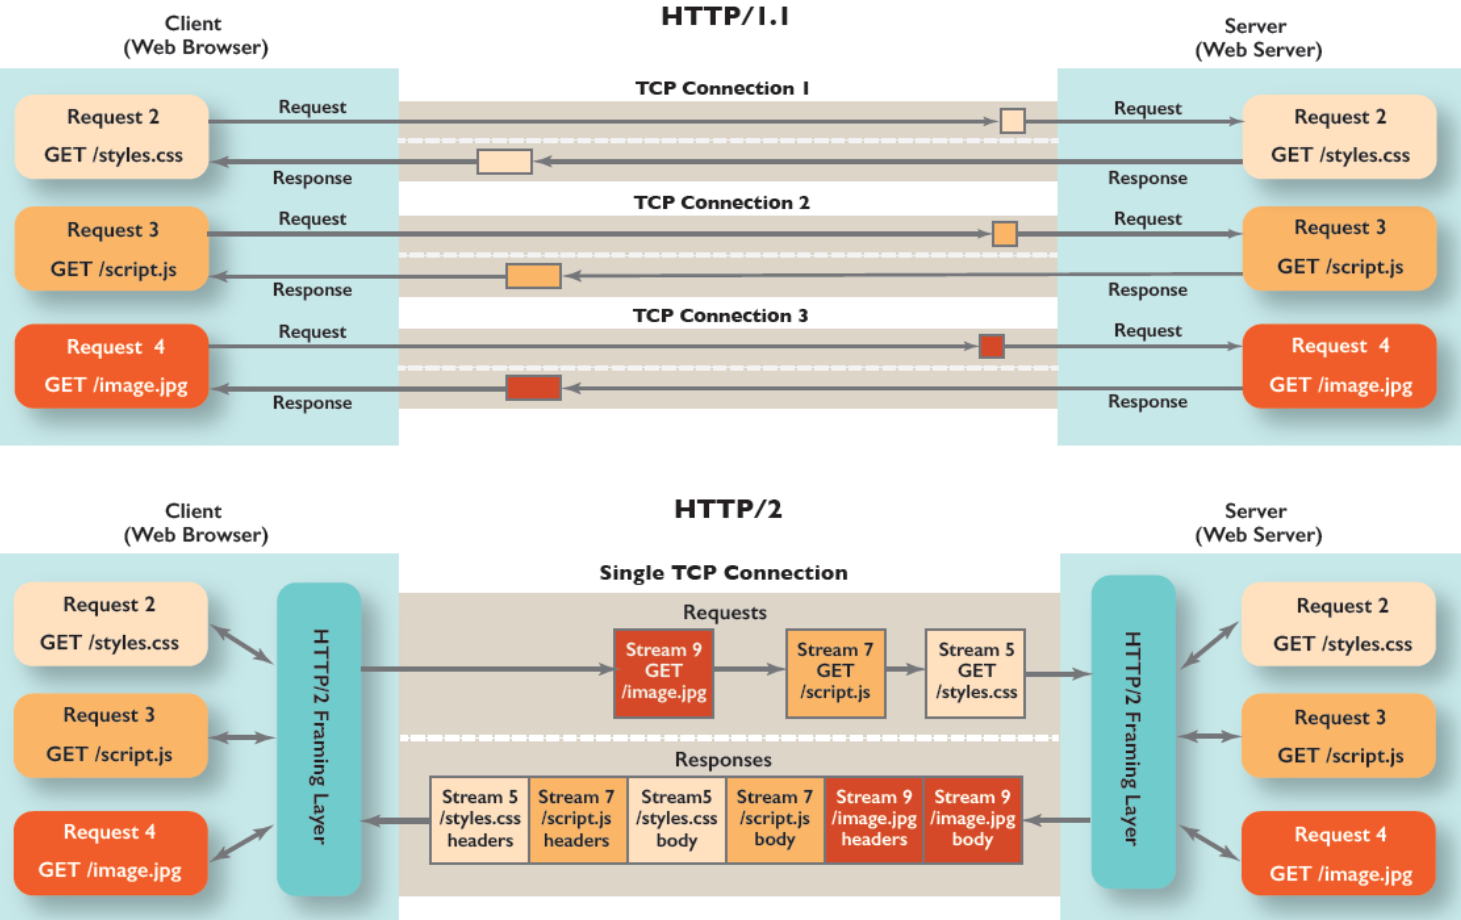 HTTP/1.1
Client
(Web Browser)
Server
(Web Server)
TCP Connection 1
Request 2
GET /styles.css
Request
Response
Request
Response
Request 2
GET /styles.css
TCP Connection 2
Request 3
GET /script.js
Request
Response
Request
Response
Request 3
GET /script.js
TCP Connection 3
Request 4
GET /image.jpg
Request
Response
Request
Response
Request 4
GET /image.jpg
HTTP/2
Client
(Web Browser)
Server
(Web Server)
Single TCP Connection
Request 2
GET /styles.css
Request 3
GET /script.js
Request 4
GET /image.jpg
HTTP/2 Framing Layer
Requests
Stream 9
GET
/image.jpg
Stream 7
GET
/script.js
Stream 5
GET
/styles.css
Responses
Stream 5
/styles.css
headers
Stream 7
/script.js
headers
Stream5
/styles.css
body
Stream 7
/script.js
body
Stream 9
/image.jpg
headers
Stream 9
/image.jpg
body
HTTP/2 Framing Layer
Request 2
GET /styles.css
Request 3
GET /script.js
Request 4
GET /image.jpg